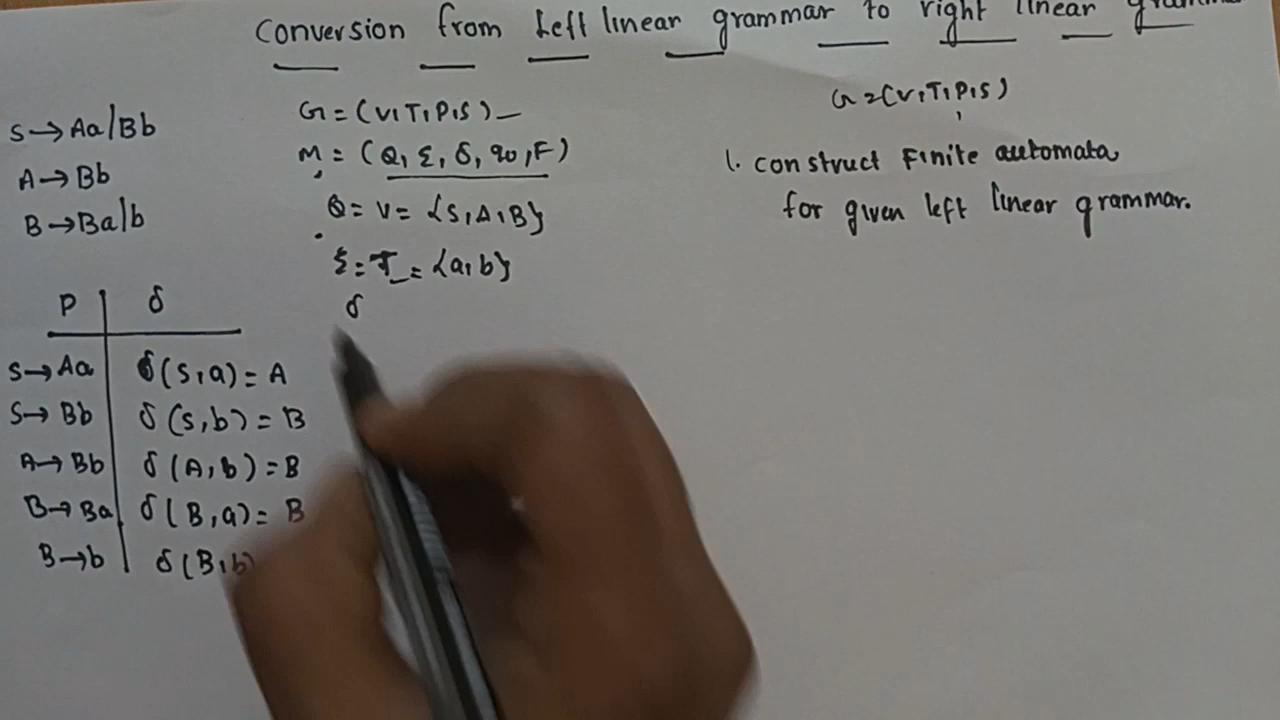 Conversion from Left linear grammar to right linear
S→Aa/Bb
A→Bb
B→Ba/b
P δ
S→Aa δ(S,a)=A
S→Bb δ(S,b)=B
A→Bb δ(A,b)=B
B→Ba δ(B,a)=B
B→b δ(B,b)
G=(V,T,P,S)
M=(Q,Σ,δ,q0,F)
Q=V={S,A,B}
Σ=T={a,b}
δ
G=(V,T,P,S)
1. construct Finite automata
for given left linear grammar.